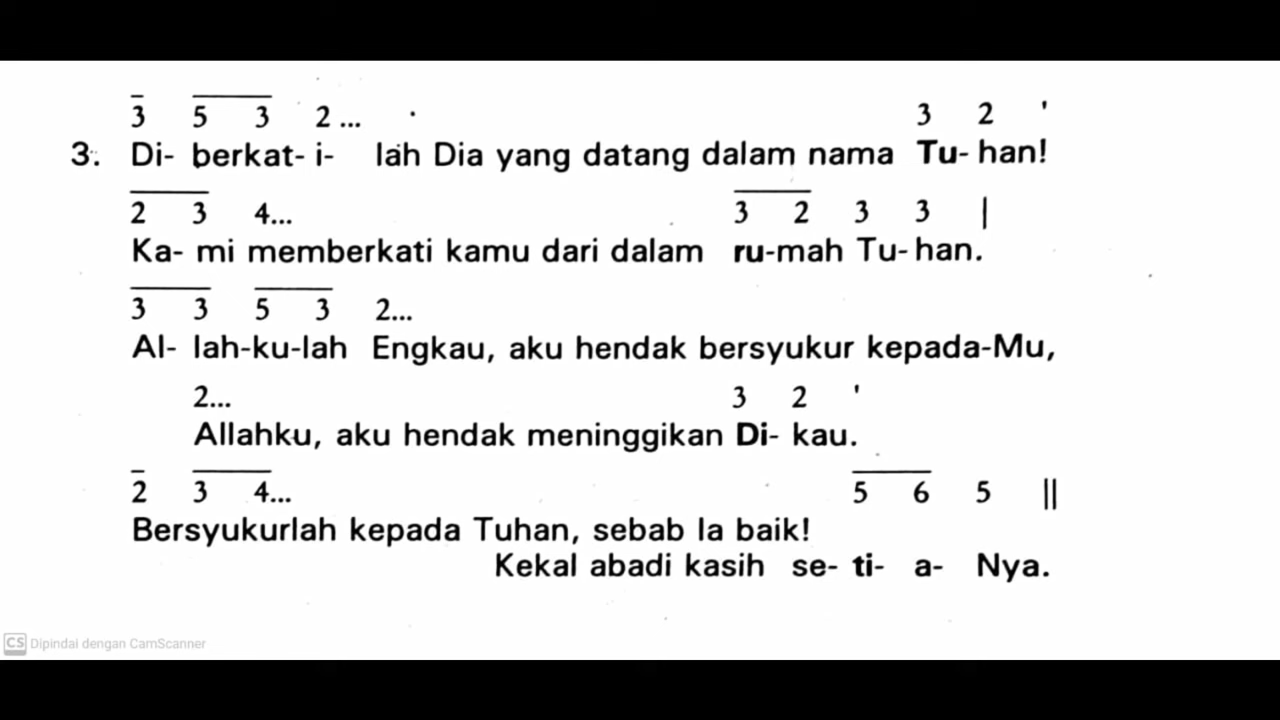 3 5 3 2... 3 2 '
3. Di- berkat- i- lah Dia yang datang dalam nama Tu- han!
2 3 4... 3 2 3 3 |
Ka- mi memberkati kamu dari dalam ru-mah Tu- han.
3 3 5 3 2...
Al- lah-ku-lah Engkau, aku hendak bersyukur kepada-Mu,
2... 3 2 '
Allahku, aku hendak meninggikan Di- kau.
2 3 4... 5 6 5 ||
Bersyukurlah kepada Tuhan, sebab Ia baik!
Kekal abadi kasih se- ti- a- Nya.
CS Dipindai dengan CamScanner